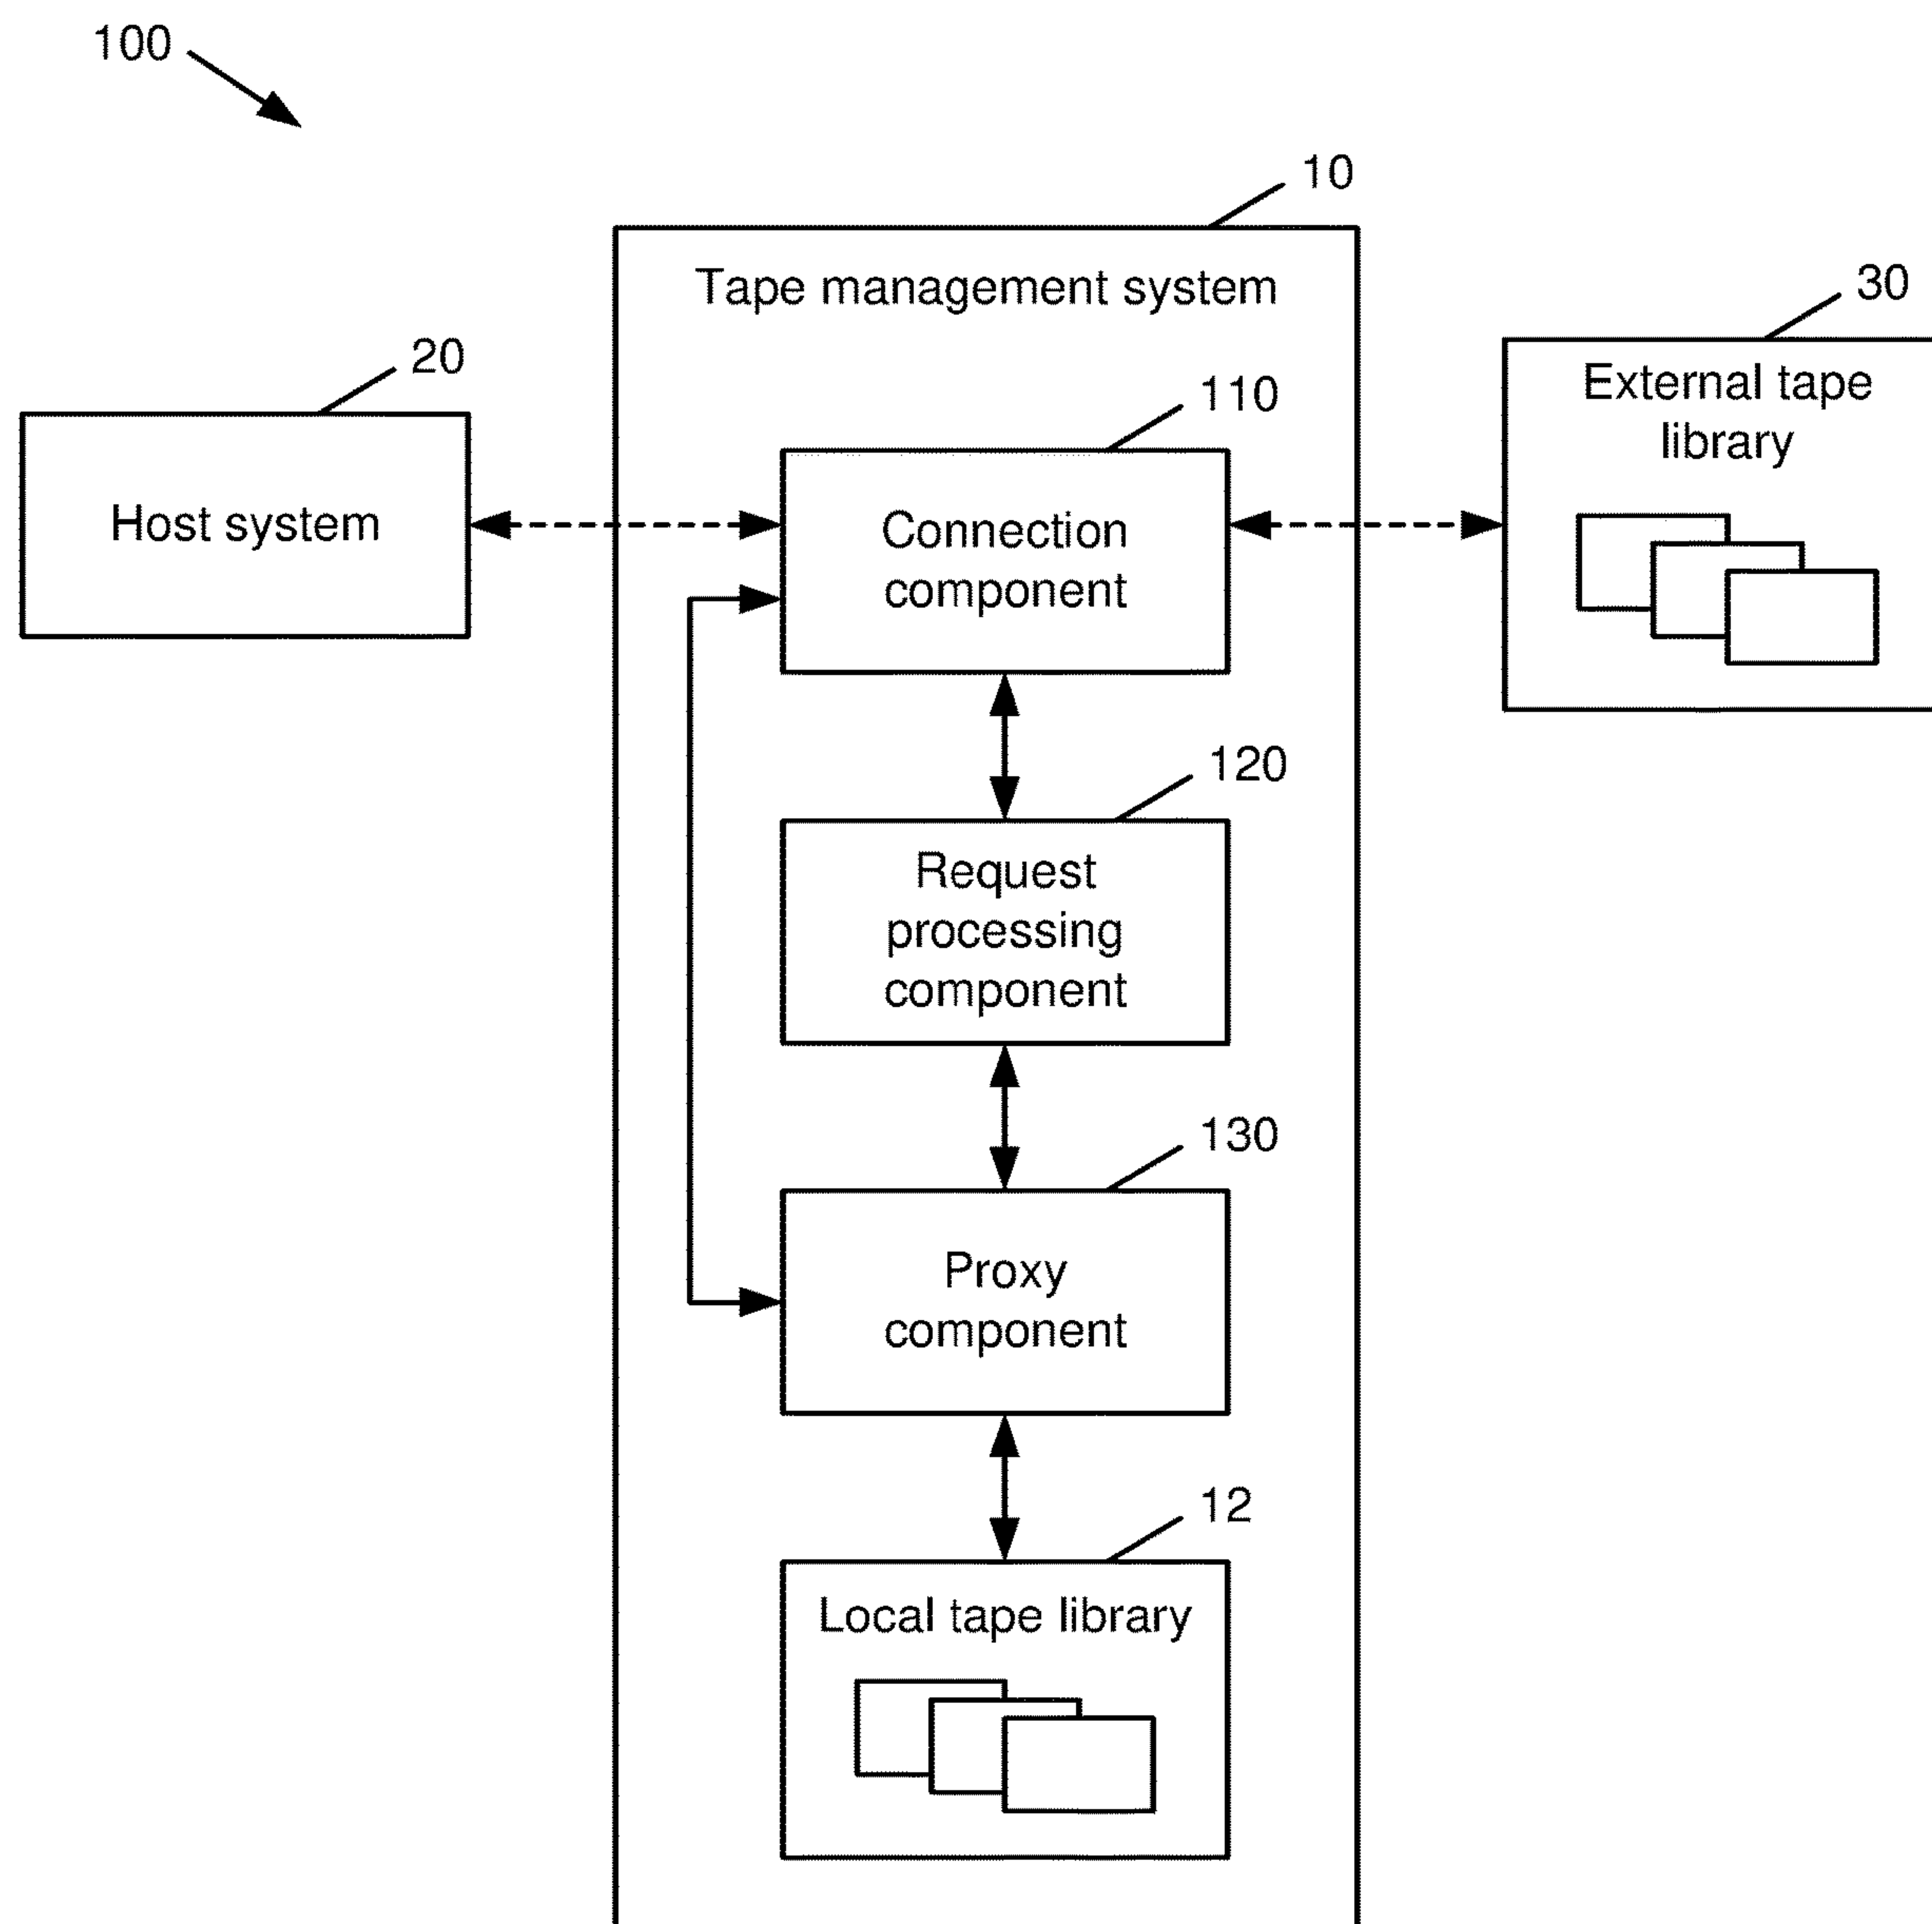 100
10
Tape management system
30
External tape
library
20
Host system
110
Connection
component
120
Request
processing
component
130
Proxy
component
12
Local tape library